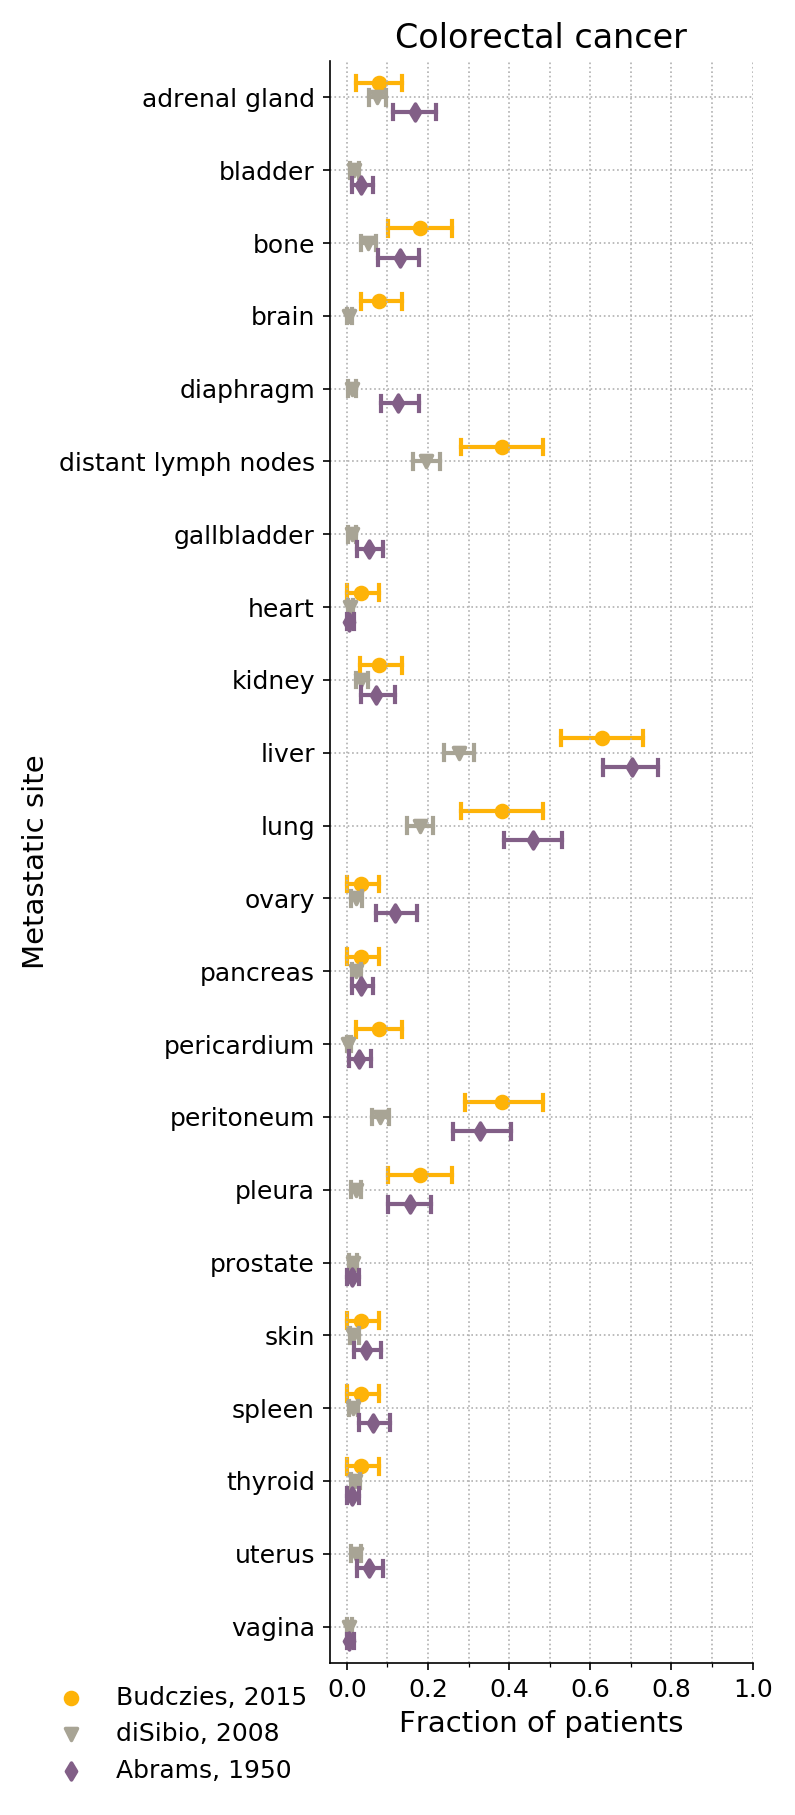 Colorectal cancer
adrenal gland
bladder
bone
brain
diaphragm
distant lymph nodes
gallbladder
heart
kidney
liver
lung
ovary
pancreas
pericardium
peritoneum
pleura
prostate
skin
spleen
thyroid
uterus
vagina
Metastatic site
0.0 0.2 0.4 0.6 0.8 1.0
Fraction of patients
Budczies, 2015
diSibio, 2008
Abrams, 1950